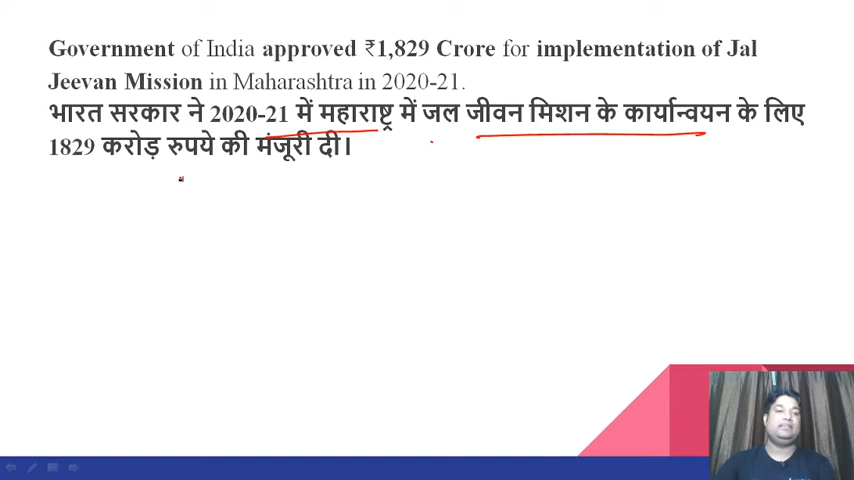 Government of India approved ₹1,829 Crore for implementation of Jal
Jeevan Mission in Maharashtra in 2020-21.
भारत सरकार ने 2020-21 में महाराष्ट्र में जल जीवन मिशन के कार्यान्वयन के लिए
1829 करोड़ रुपये की मंजूरी दी।